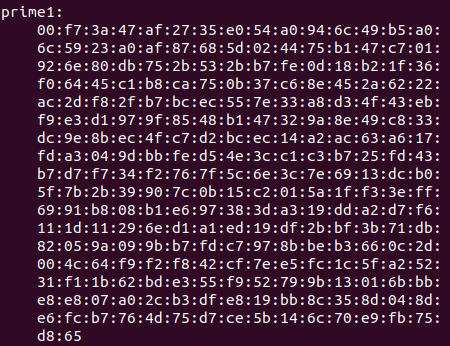 prime1:
00:f7:3a:47:af:27:35:e0:54:a0:94:6c:49:b5:a0:
6c:59:23:a0:af:87:68:5d:02:44:75:b1:47:c7:01:
92:6e:80:db:75:2b:53:2b:b7:fe:0d:18:b2:1f:36:
f0:64:45:c1:b8:ca:75:0b:37:c6:8e:45:2a:62:22:
ac:2d:f8:2f:b7:bc:ec:55:7e:33:a8:d3:4f:43:eb:
f9:e3:d1:97:9f:85:48:b1:47:32:9a:8e:49:c8:33:
dc:9e:8b:ec:4f:c7:d2:bc:ec:14:a2:ac:63:a6:17:
fd:a3:04:9d:bb:fe:d5:4e:3c:c1:c3:b7:25:fd:43:
b7:d7:f7:34:f2:76:7f:5c:6e:3c:7e:69:13:dc:b0:
5f:7b:2b:39:90:7c:0b:15:c2:01:5a:1f:f3:3e:ff:
69:91:b8:08:b1:e6:97:38:3d:a3:19:dd:a2:d7:f6:
11:1d:11:29:6e:d1:a1:ed:19:df:2b:bf:3b:71:db:
82:05:9a:09:9b:b7:fd:c7:97:8b:be:b3:66:0c:2d:
00:4c:64:f9:f2:f8:42:cf:7e:e5:fc:1c:5f:a2:52:
31:f1:1b:62:bd:e3:55:f9:52:79:9b:13:01:6b:bb:
e8:e8:07:a0:2c:b3:df:e8:19:bb:8c:35:8d:04:8d:
e6:fc:b7:76:4d:75:d7:ce:5b:14:6c:70:e9:fb:75:
d8:65